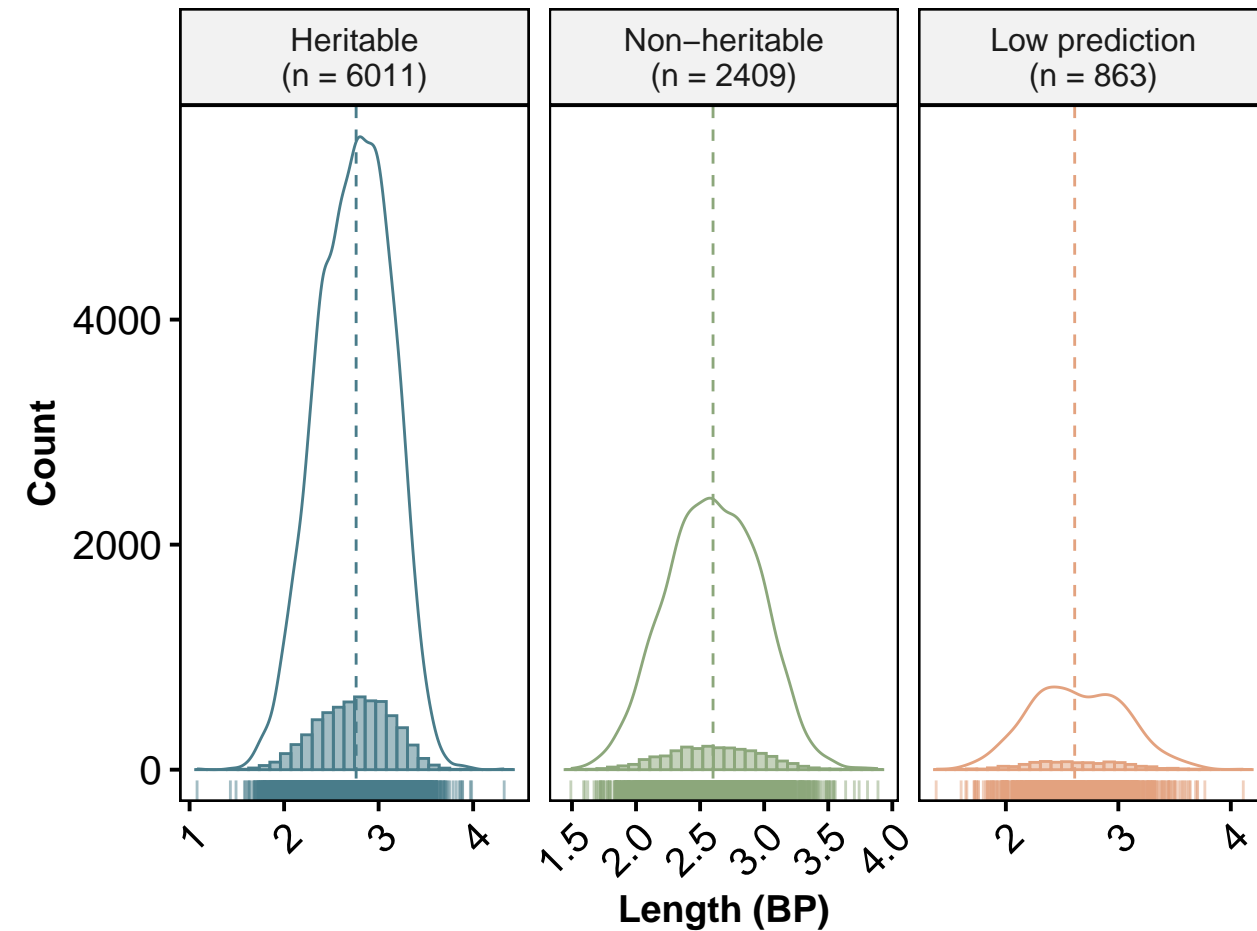 Heritable
(n = 6011)
Non−heritable
(n = 2409)
Low prediction
(n = 863)
Count
4000
2000
0
1 2 3 4
1.5 2.0 2.5 3.0 3.5 4.0
2 3 4
Length (BP)